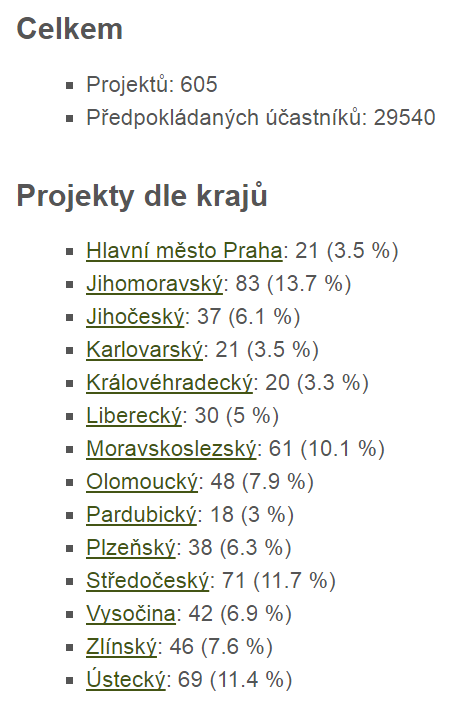 Celkem
Projektů: 605
Předpokládaných účastníků: 29540
Projekty dle krajů
Hlavní město Praha: 21 (3.5 %)
Jihomoravský: 83 (13.7 %)
Jihočeský: 37 (6.1 %)
Karlovarský: 21 (3.5 %)
Královéhradecký: 20 (3.3 %)
Liberecký: 30 (5 %)
Moravskoslezský: 61 (10.1 %)
Olomoucký: 48 (7.9 %)
Pardubický: 18 (3 %)
Plzeňský: 38 (6.3 %)
Středočeský: 71 (11.7 %)
Vysočina: 42 (6.9 %)
Zlínský: 46 (7.6 %)
Ústecký: 69 (11.4 %)